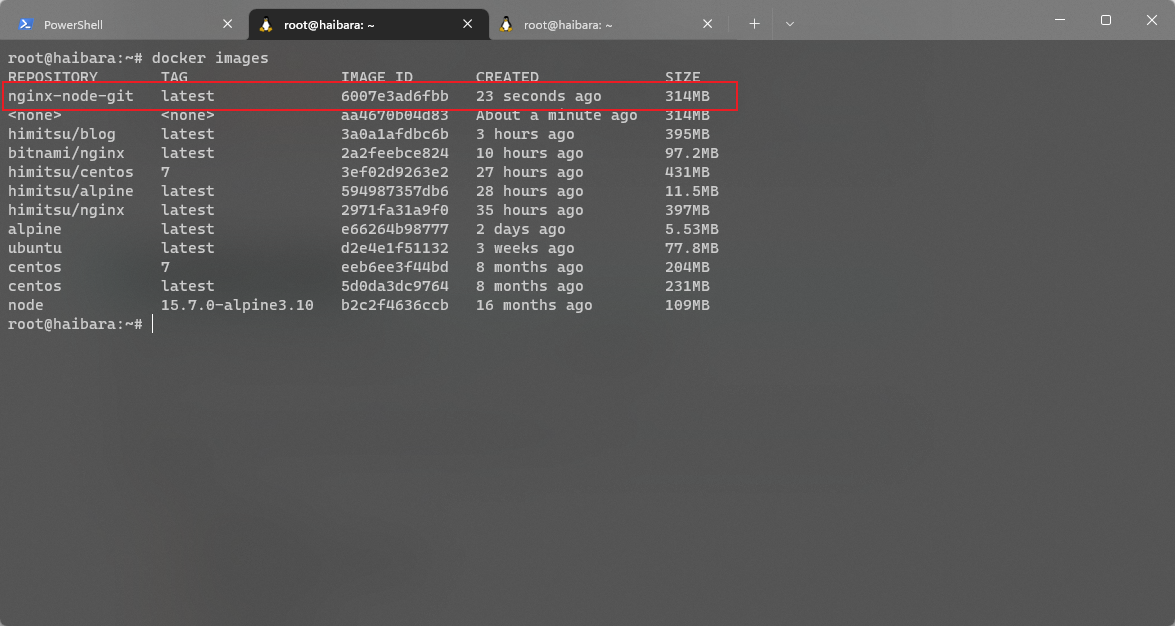 PowerShell
root@haibara: ~
root@haibara: ~
root@haibara:~# docker images
REPOSITORY TAG IMAGE ID CREATED SIZE
nginx-node-git latest 6007e3ad6fbb 23 seconds ago 314MB
<none> <none> aa4670b04d83 About a minute ago 314MB
himitsu/blog latest 3a0a1afdbc6b 3 hours ago 395MB
bitnami/nginx latest 2a2feebce824 10 hours ago 97.2MB
himitsu/centos 7 3ef02d9263e2 27 hours ago 431MB
himitsu/alpine latest 594987357db6 28 hours ago 11.5MB
himitsu/nginx latest 2971fa31a9f0 35 hours ago 397MB
alpine latest e66264b98777 2 days ago 5.53MB
ubuntu latest d2e4e1f51132 3 weeks ago 77.8MB
centos 7 eeb6ee3f44bd 8 months ago 204MB
centos latest 5d0da3dc9764 8 months ago 231MB
node 15.7.0-alpine3.10 b2c2f4636ccb 16 months ago 109MB
root@haibara:~#